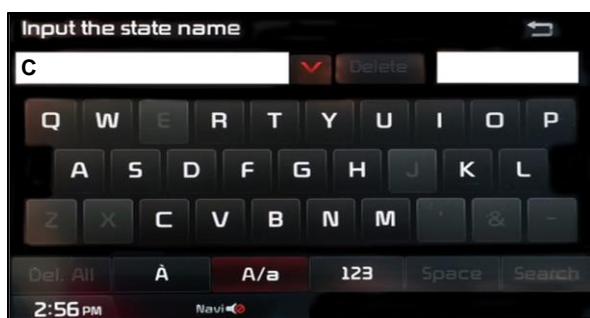 Input the state name
C
Delete
Q W E R T Y U I O P
A S D F G H J K L
Z X C V B N M ' & -
Del. All À A/a 123 Space Search
2:56 PM Navi